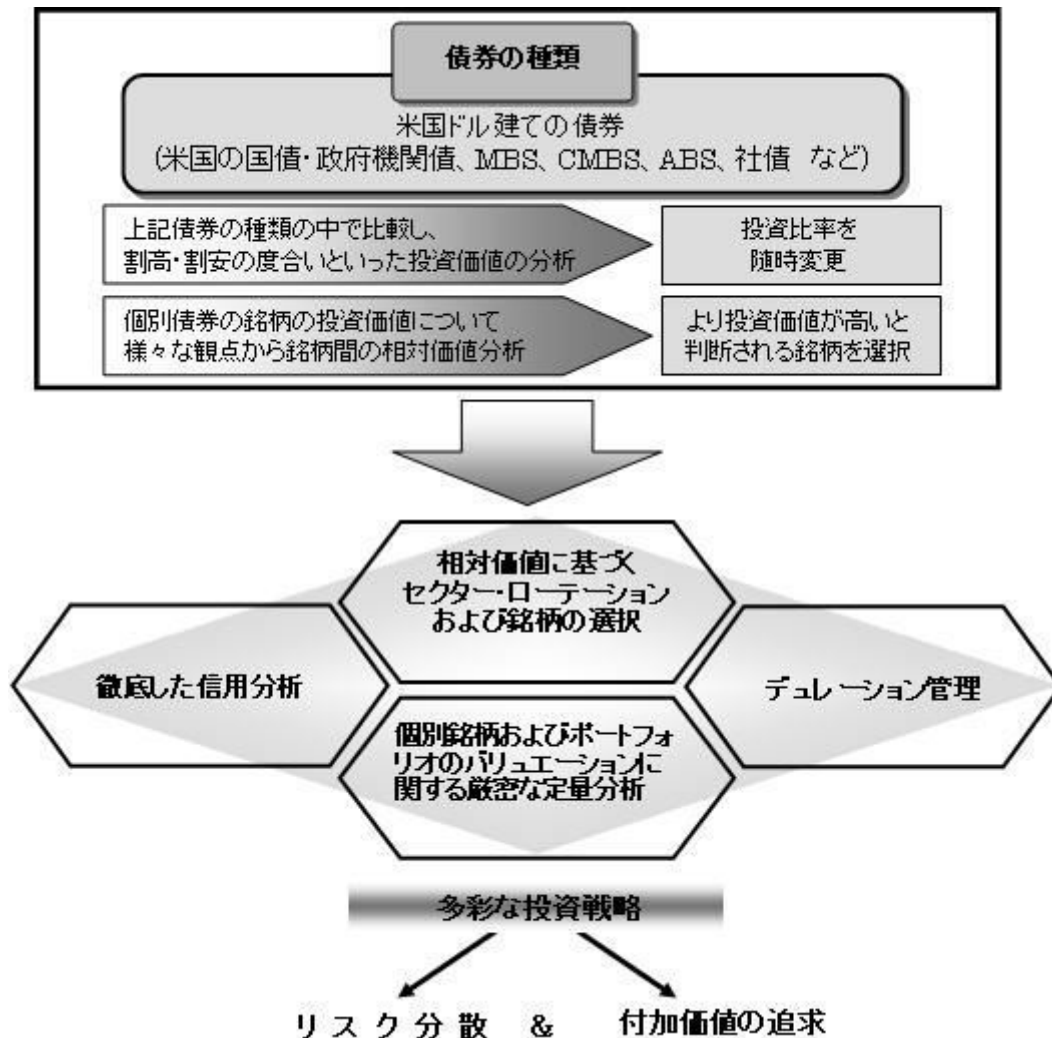 債券の種類
米国ドル建ての債券
(米国の国債・政府機関債、MBS、CMBS、ABS、社債 など)
上記債券の種類の中で比較し、
割高・割安の度合いといった投資価値の分析
投資比率を
随時変更
個別債券の銘柄の投資価値について
様々な観点から銘柄間の相対価値分析
より投資価値が高いと
判断される銘柄を選択
相対価値に基づく
セクター・ローテーション
および銘柄の選択
徹底した信用分析
デュレーション管理
個別銘柄およびポートフォ
リオのバリュエーションに
関する厳密な定量分析
多彩な投資戦略
リスク分散 & 付加価値の追求